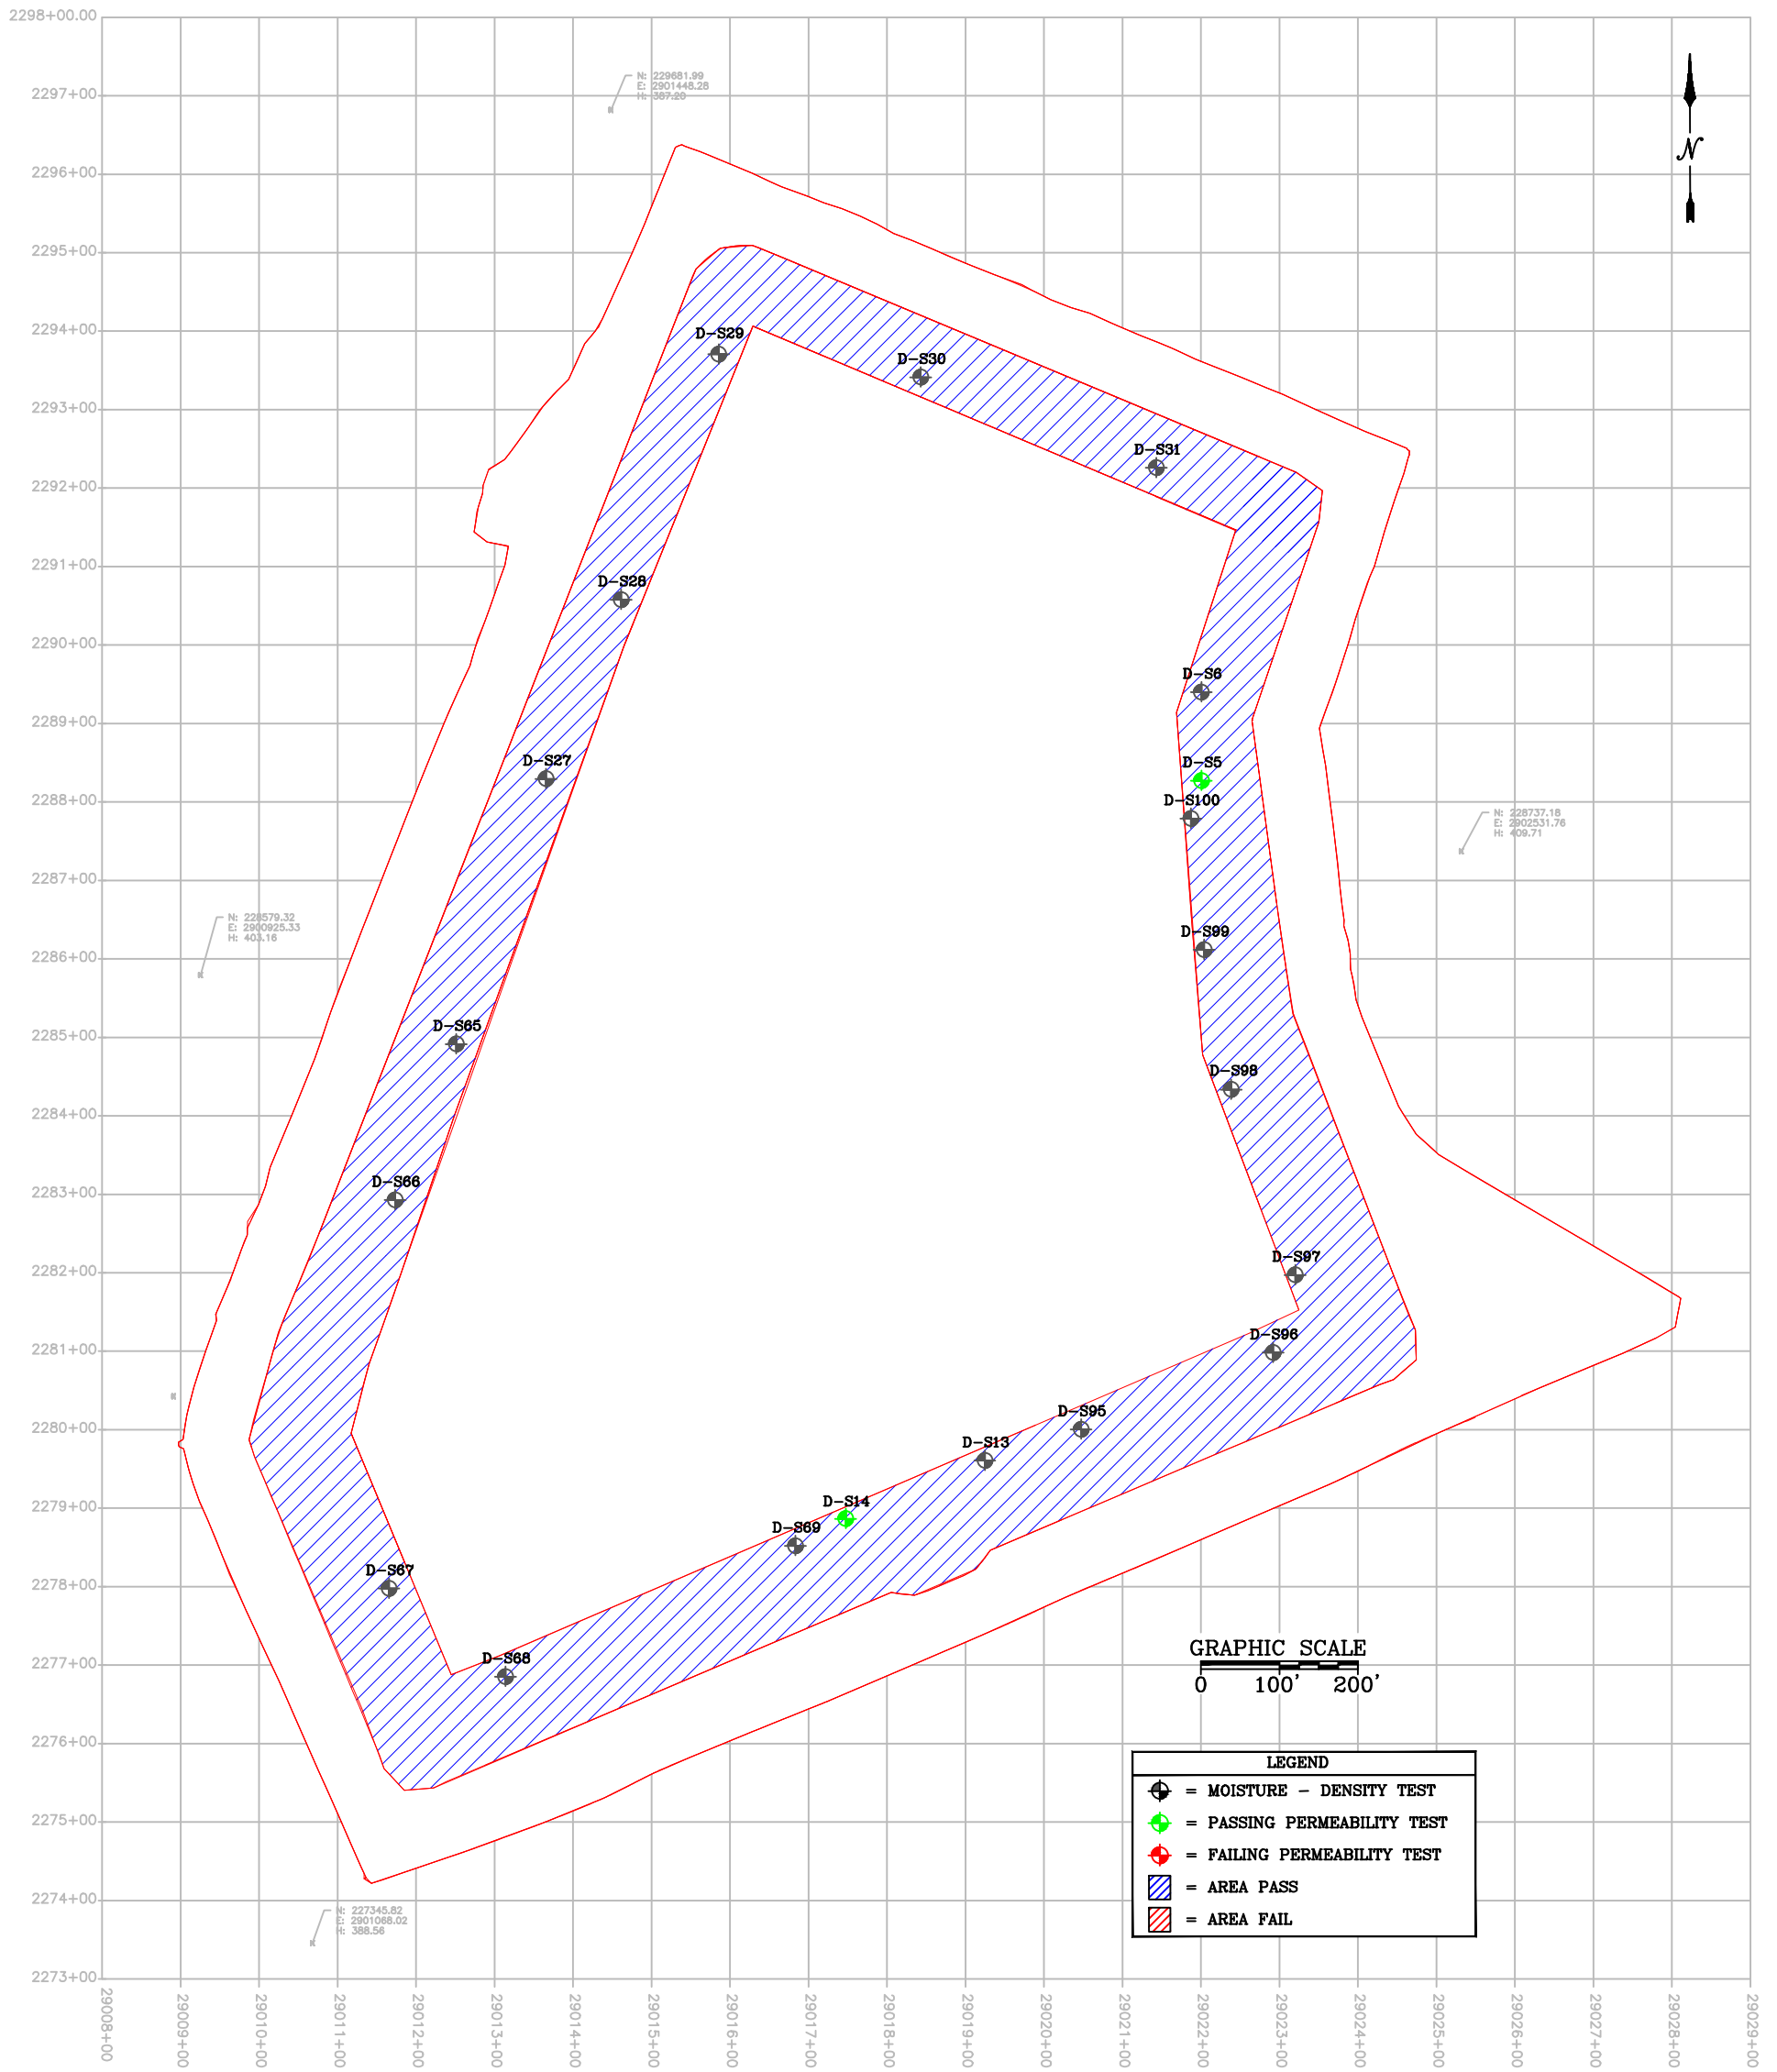 2298+00.00
N: 229681.99
E: 2901448.28
H: 387.20
2297+00
N
2296+00
2295+00
2294+00
D-S29
D-S30
2293+00
D-S31
2292+00
2291+00
D-S28
2290+00
D-S6
2289+00
D-S27
D-S5
2288+00
D-S100
N: 228737.18
E: 2902531.76
H: 409.71
2287+00
N: 228579.32
E: 2900925.33
H: 403.16
D-S99
2286+00
D-S65
2285+00
D-S98
2284+00
D-S66
2283+00
D-S97
2282+00
D-S96
2281+00
D-S95
2280+00
D-S13
D-S14
2279+00
D-S69
D-S67
2278+00
D-S68
2277+00
GRAPHIC SCALE
0 100' 200'
2276+00
LEGEND
= MOISTURE - DENSITY TEST
= PASSING PERMEABILITY TEST
= FAILING PERMEABILITY TEST
= AREA PASS
= AREA FAIL
2275+00
2274+00
N: 227345.82
E: 2901068.02
H: 388.56
2273+00
29008+00
29009+00
29010+00
29011+00
29012+00
29013+00
29014+00
29015+00
29016+00
29017+00
29018+00
29019+00
29020+00
29021+00
29022+00
29023+00
29024+00
29025+00
29026+00
29027+00
29028+00
29029+00